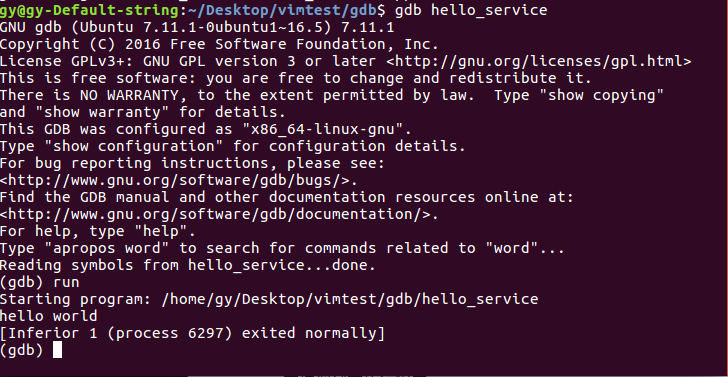 gy@gy-Default-string:~/Desktop/vimtest/gdb$ gdb hello_service
GNU gdb (Ubuntu 7.11.1-0ubuntu1~16.5) 7.11.1
Copyright (C) 2016 Free Software Foundation, Inc.
License GPLv3+: GNU GPL version 3 or later <http://gnu.org/licenses/gpl.html>
This is free software: you are free to change and redistribute it.
There is NO WARRANTY, to the extent permitted by law.  Type "show copying"
and "show warranty" for details.
This GDB was configured as "x86_64-linux-gnu".
Type "show configuration" for configuration details.
For bug reporting instructions, please see:
<http://www.gnu.org/software/gdb/bugs/>.
Find the GDB manual and other documentation resources online at:
<http://www.gnu.org/software/gdb/documentation/>.
For help, type "help".
Type "apropos word" to search for commands related to "word"...
Reading symbols from hello_service...done.
(gdb) run
Starting program: /home/gy/Desktop/vimtest/gdb/hello_service
hello world
[Inferior 1 (process 6297) exited normally]
(gdb)